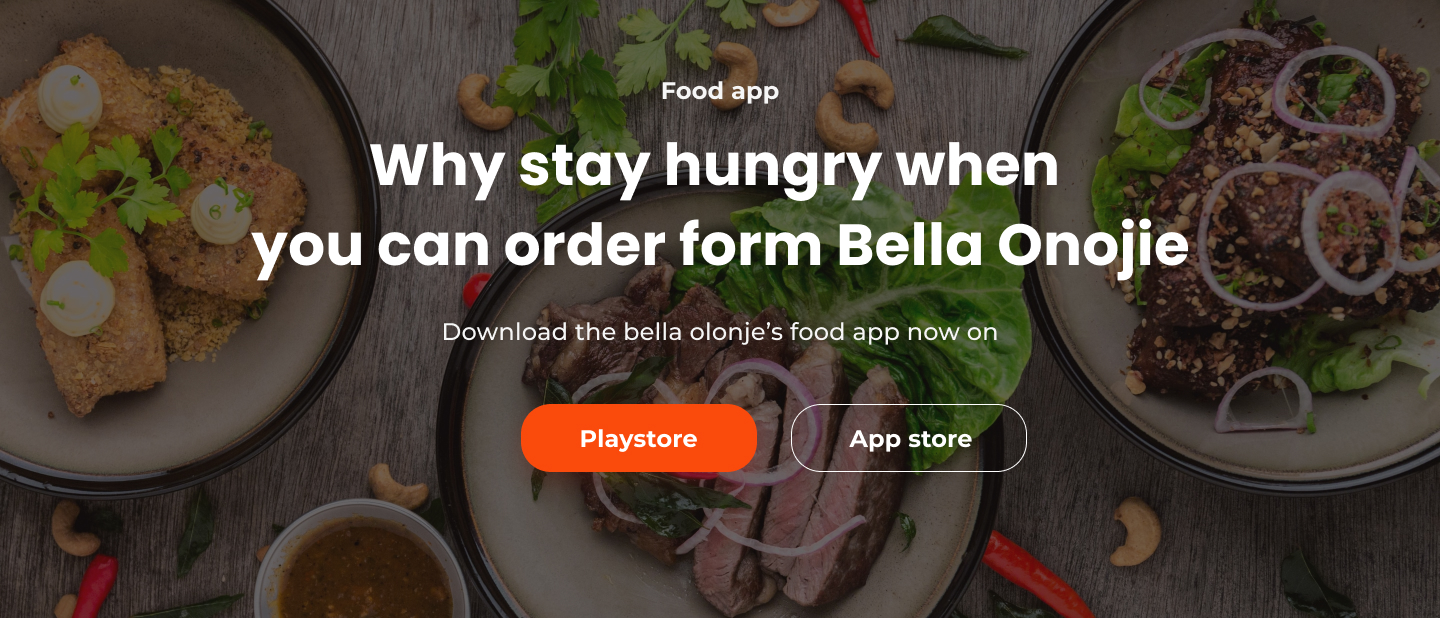 Food app
Why stay hungry when
you can order form Bella Onojie
Download the bella olonje’s food app now on
Playstore
App store